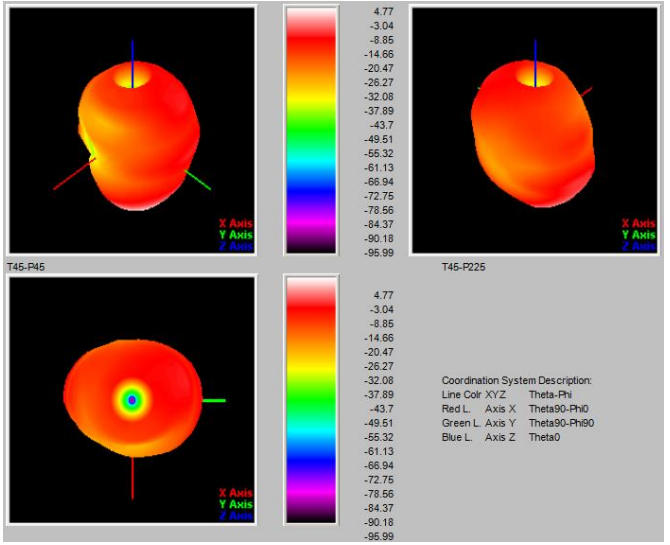 4.77
-3.04
-8.85
-14.66
-20.47
-26.27
-32.08
-37.89
-43.7
-49.51
-55.32
-61.13
-66.94
-72.75
-78.56
-84.37
-90.18
-95.99
X Axis
Y Axis
Z Axis
X Axis
Y Axis
Z Axis
T45-P45
T45-P225
4.77
-3.04
-8.85
-14.66
-20.47
-26.27
-32.08
-37.89
-43.7
-49.51
-55.32
-61.13
-66.94
-72.75
-78.56
-84.37
-90.18
-95.99
X Axis
Y Axis
Z Axis
Coordination System Description:
Line Colr XYZ Theta-Phi
Red L. Axis X Theta90-Phi0
Green L. Axis Y Theta90-Phi90
Blue L. Axis Z Theta0